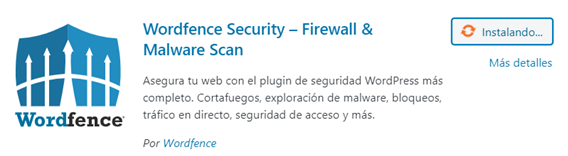 Wordfence Security – Firewall &
Malware Scan
Instalando...
Más detalles
Asegura tu web con el plugin de seguridad WordPress más
completo. Cortafuegos, exploración de malware, bloqueos,
tráfico en directo, seguridad de acceso y más.
Wordfence
Por Wordfence